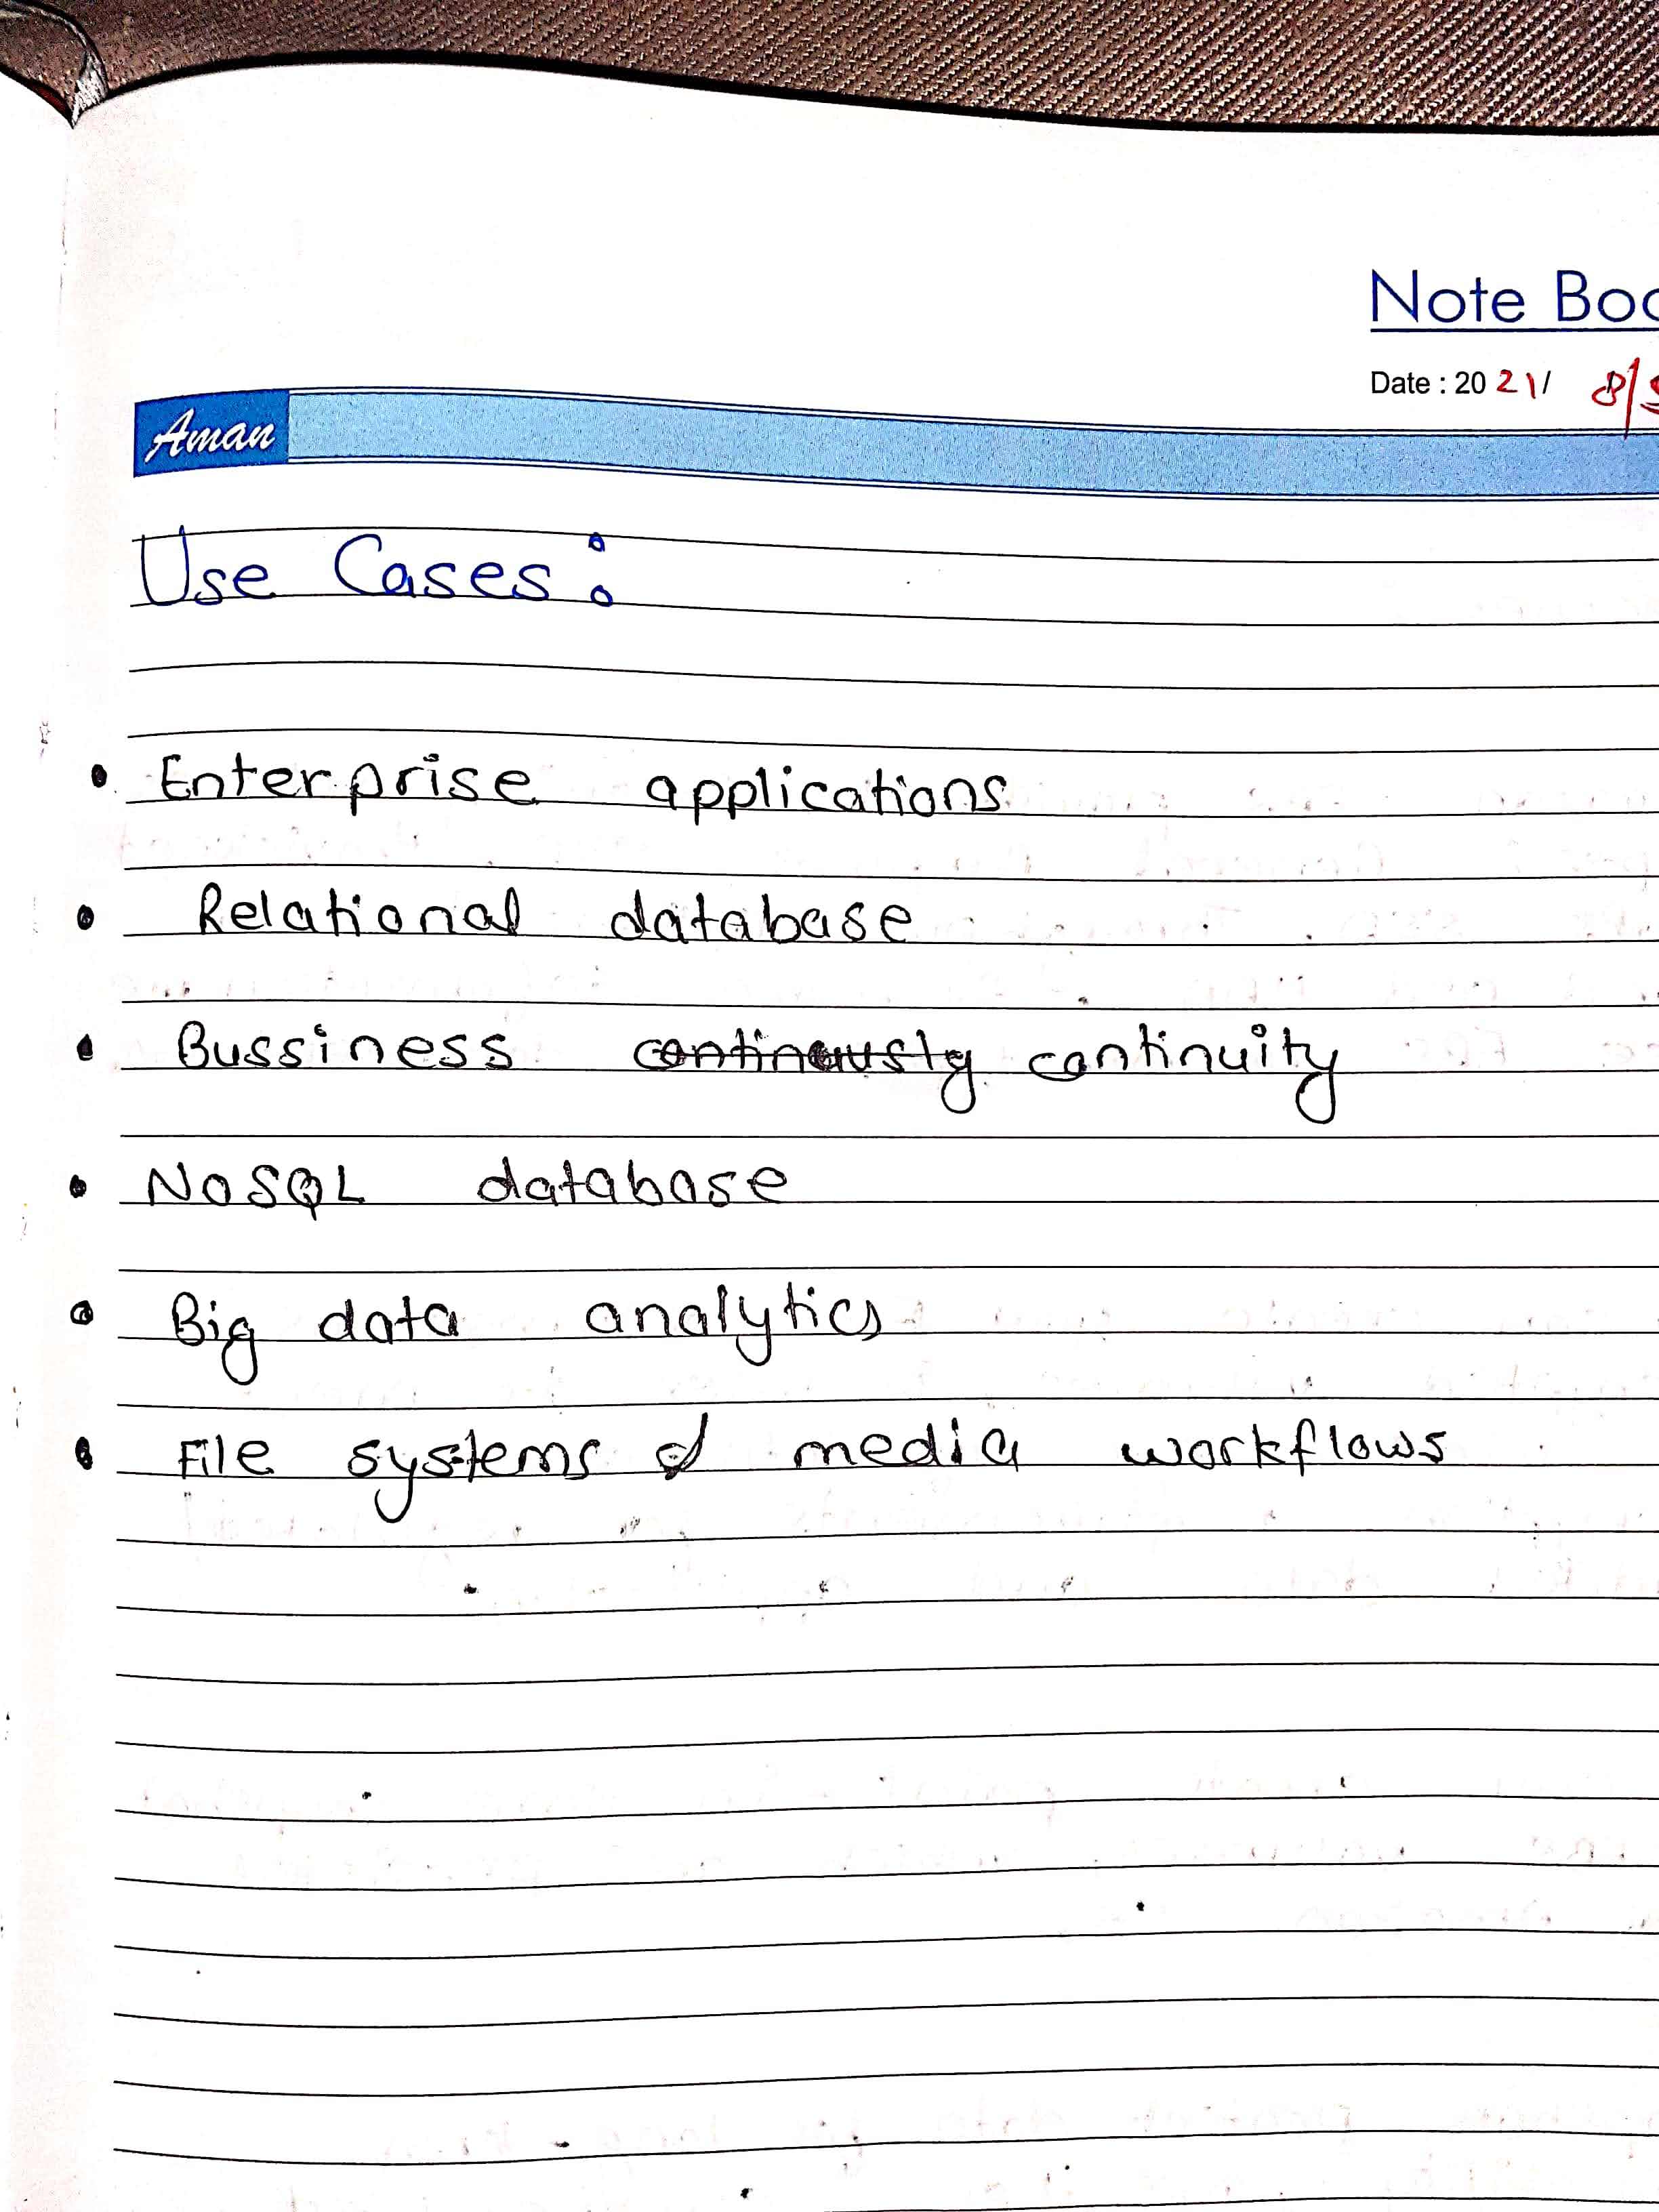 Note Boo
Date : 20 21/ 8/
Aman
Use Cases :
• Enterprise applications
• Relational database
• Bussiness continously continuity
• NoSQL database
• Big data analytics
• File systems & media workflows